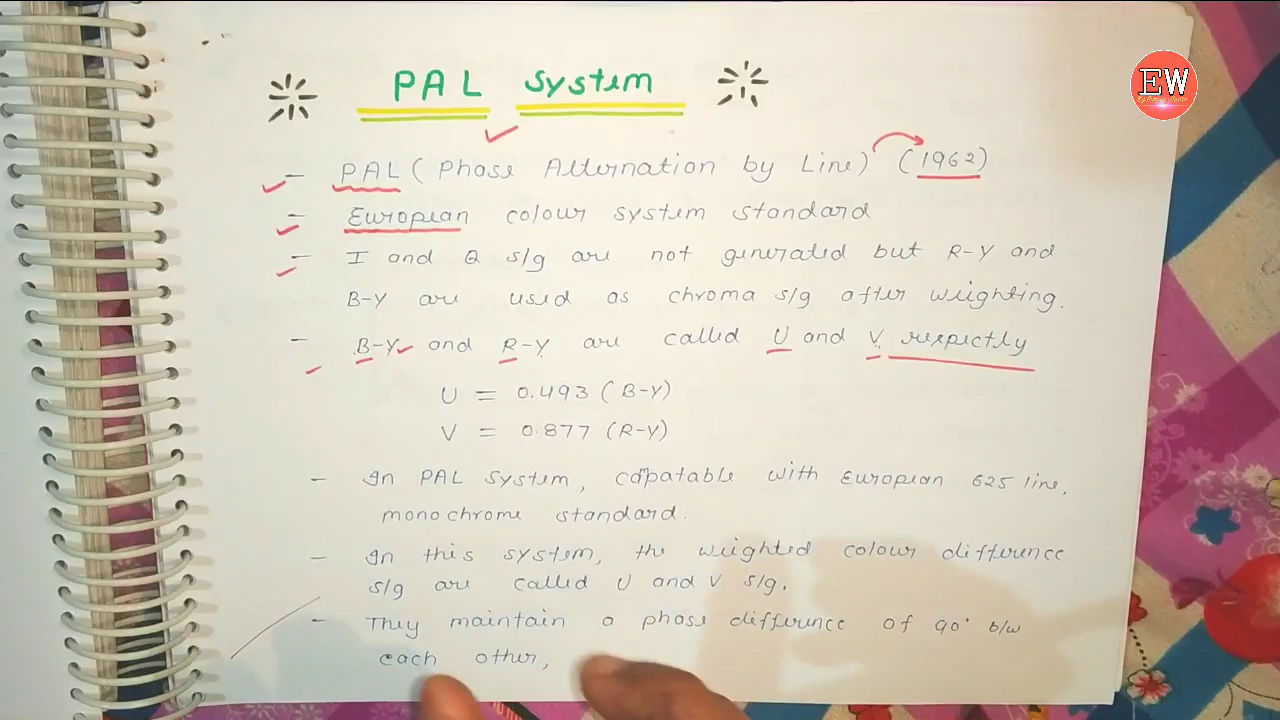 PAL System
EW
- PAL (Phase Alternation by Line) (1962)
- European colour system standard
- I and Q s/g are not generated but R-Y and
B-Y are used as chroma s/g after weighting.
- B-Y and R-Y are called U and V respectly
U = 0.493 (B-Y)
V = 0.877 (R-Y)
- In PAL System, copatable with European 625 line,
monochrome standard.
- In this system, the weighted colour difference
s/g are called U and V s/g.
- They maintain a phase difference of 90° b/w
each other,